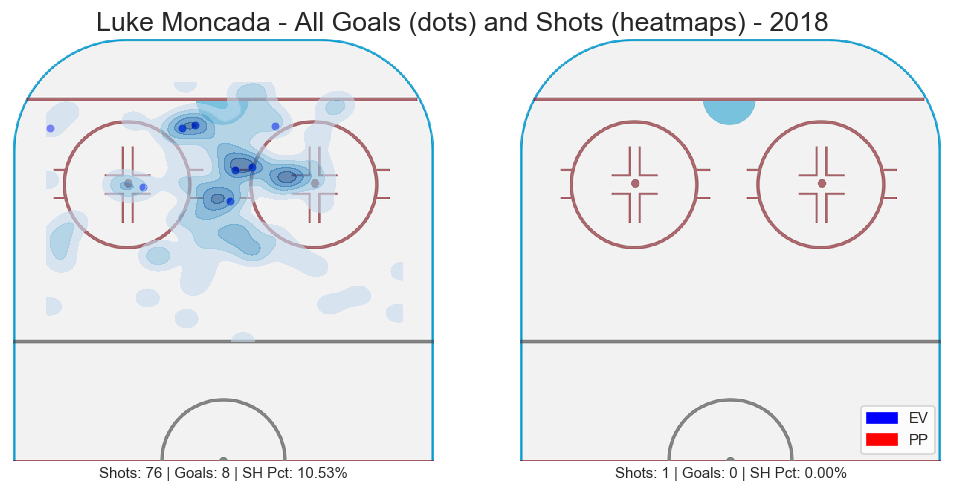 Luke Moncada - All Goals (dots) and Shots (heatmaps) - 2018
EV
PP
Shots: 76 | Goals: 8 | SH Pct: 10.53%
Shots: 1 | Goals: 0 | SH Pct: 0.00%